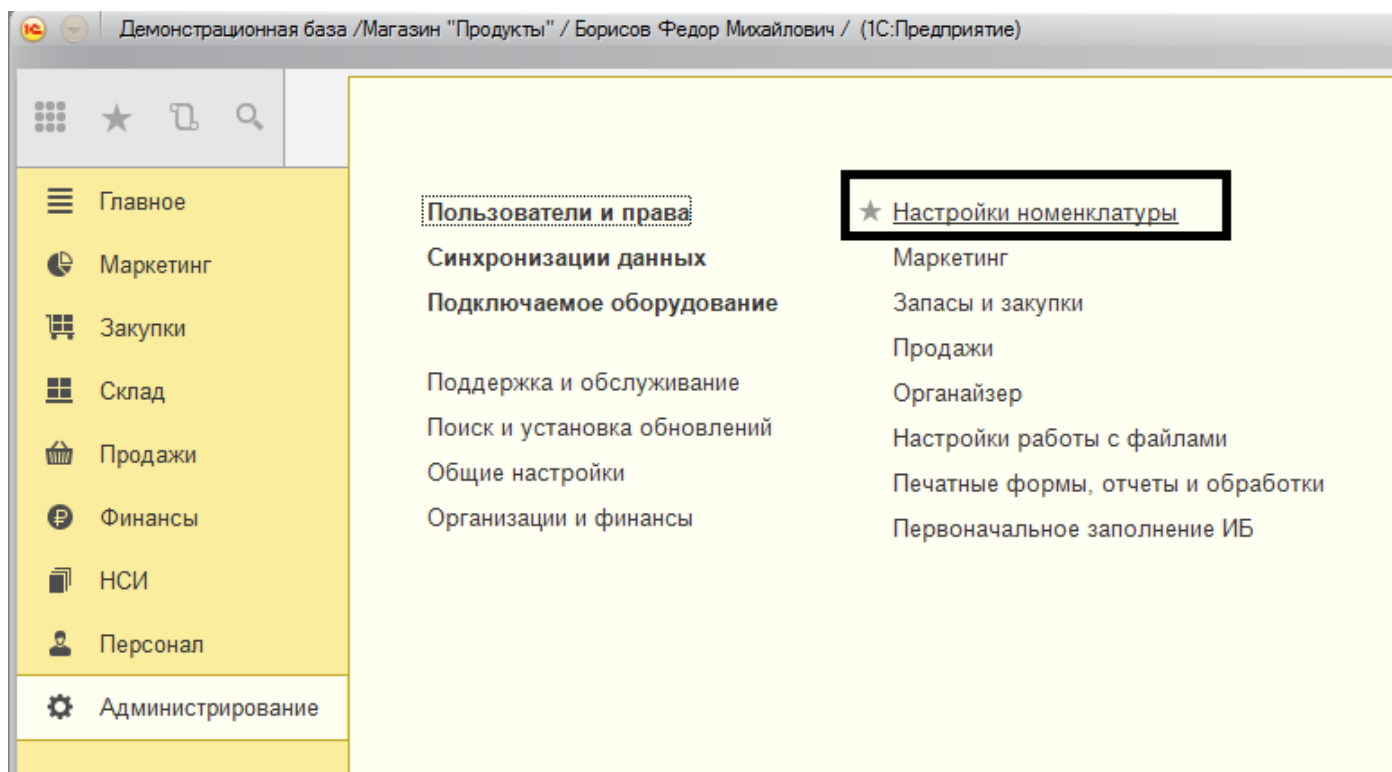 Демонстрационная база /Магазин "Продукты" / Борисов Федор Михайлович / (1С:Предприятие)
Главное
Маркетинг
Закупки
Склад
Продажи
Финансы
НСИ
Персонал
Администрирование
Пользователи и права
Синхронизации данных
Подключаемое оборудование
Поддержка и обслуживание
Поиск и установка обновлений
Общие настройки
Организации и финансы
Настройки номенклатуры
Маркетинг
Запасы и закупки
Продажи
Органайзер
Настройки работы с файлами
Печатные формы, отчеты и обработки
Первоначальное заполнение ИБ